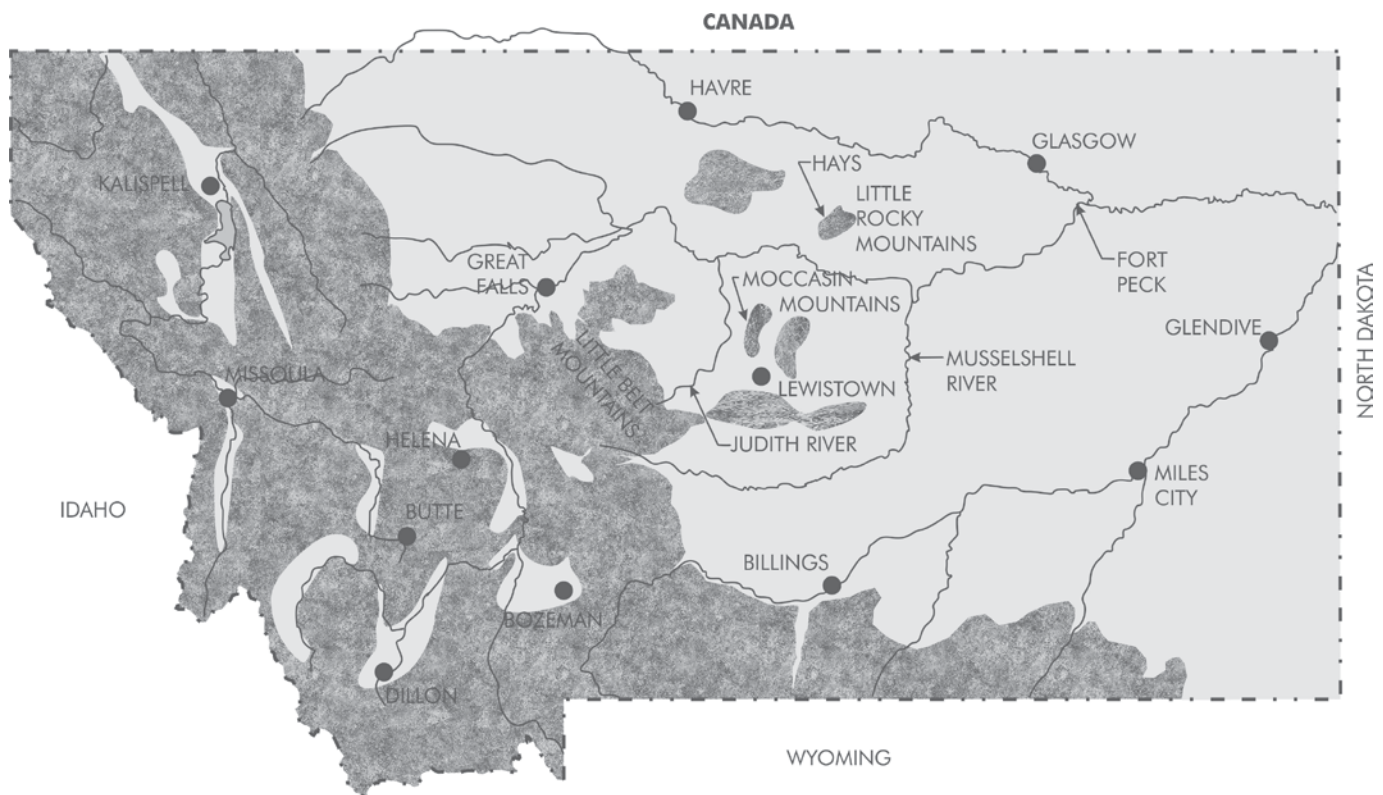 CANADA
HAVRE
GLASGOW
HAYS
KALISPELL
LITTLE
ROCKY
MOUNTAINS
GREAT
FALLS
FORT
PECK
MOCCASIN
MOUNTAINS
NORTH DAKOTA
GLENDIVE
LITTLE BELT
MOUNTAINS
MUSSELSHELL
RIVER
MISSOULA
LEWISTOWN
HELENA
JUDITH RIVER
MILES
CITY
IDAHO
BUTTE
BILLINGS
BOZEMAN
DILLON
WYOMING